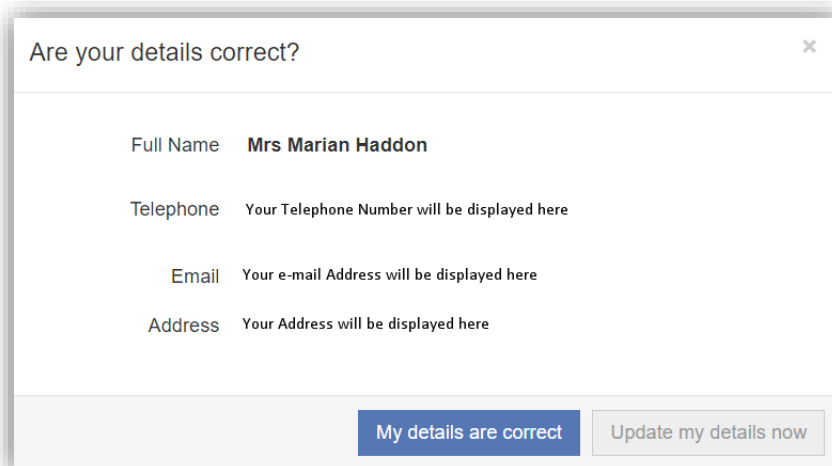 Are your details correct?
×
Full Name Mrs Marian Haddon
Telephone Your Telephone Number will be displayed here
Email Your e-mail Address will be displayed here
Address Your Address will be displayed here
My details are correct Update my details now